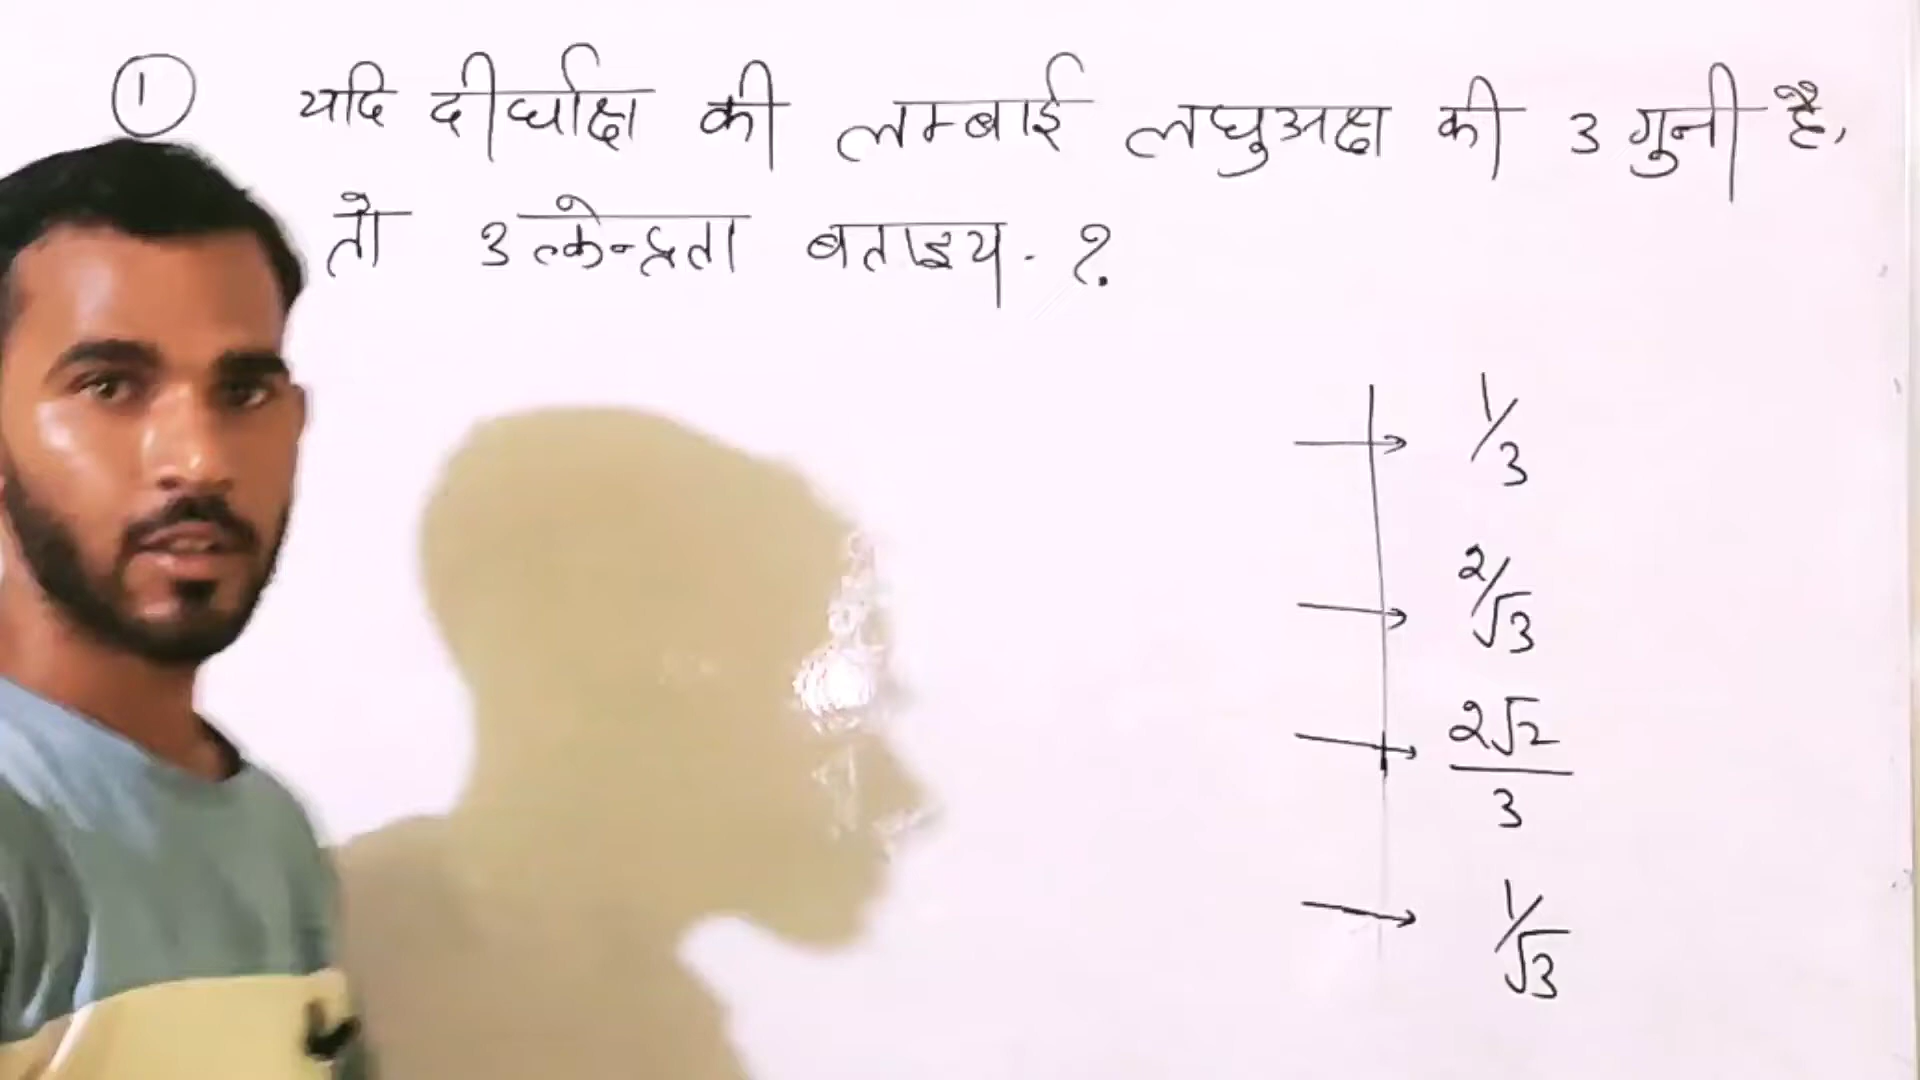 ① यदि दीर्घाक्ष की लम्बाई लघुअक्ष की 3 गुनी है,
तो उत्केन्द्रता बताइय - ?
→ 1/3
→ 2/√3
→ 2√2/3
→ 1/√3